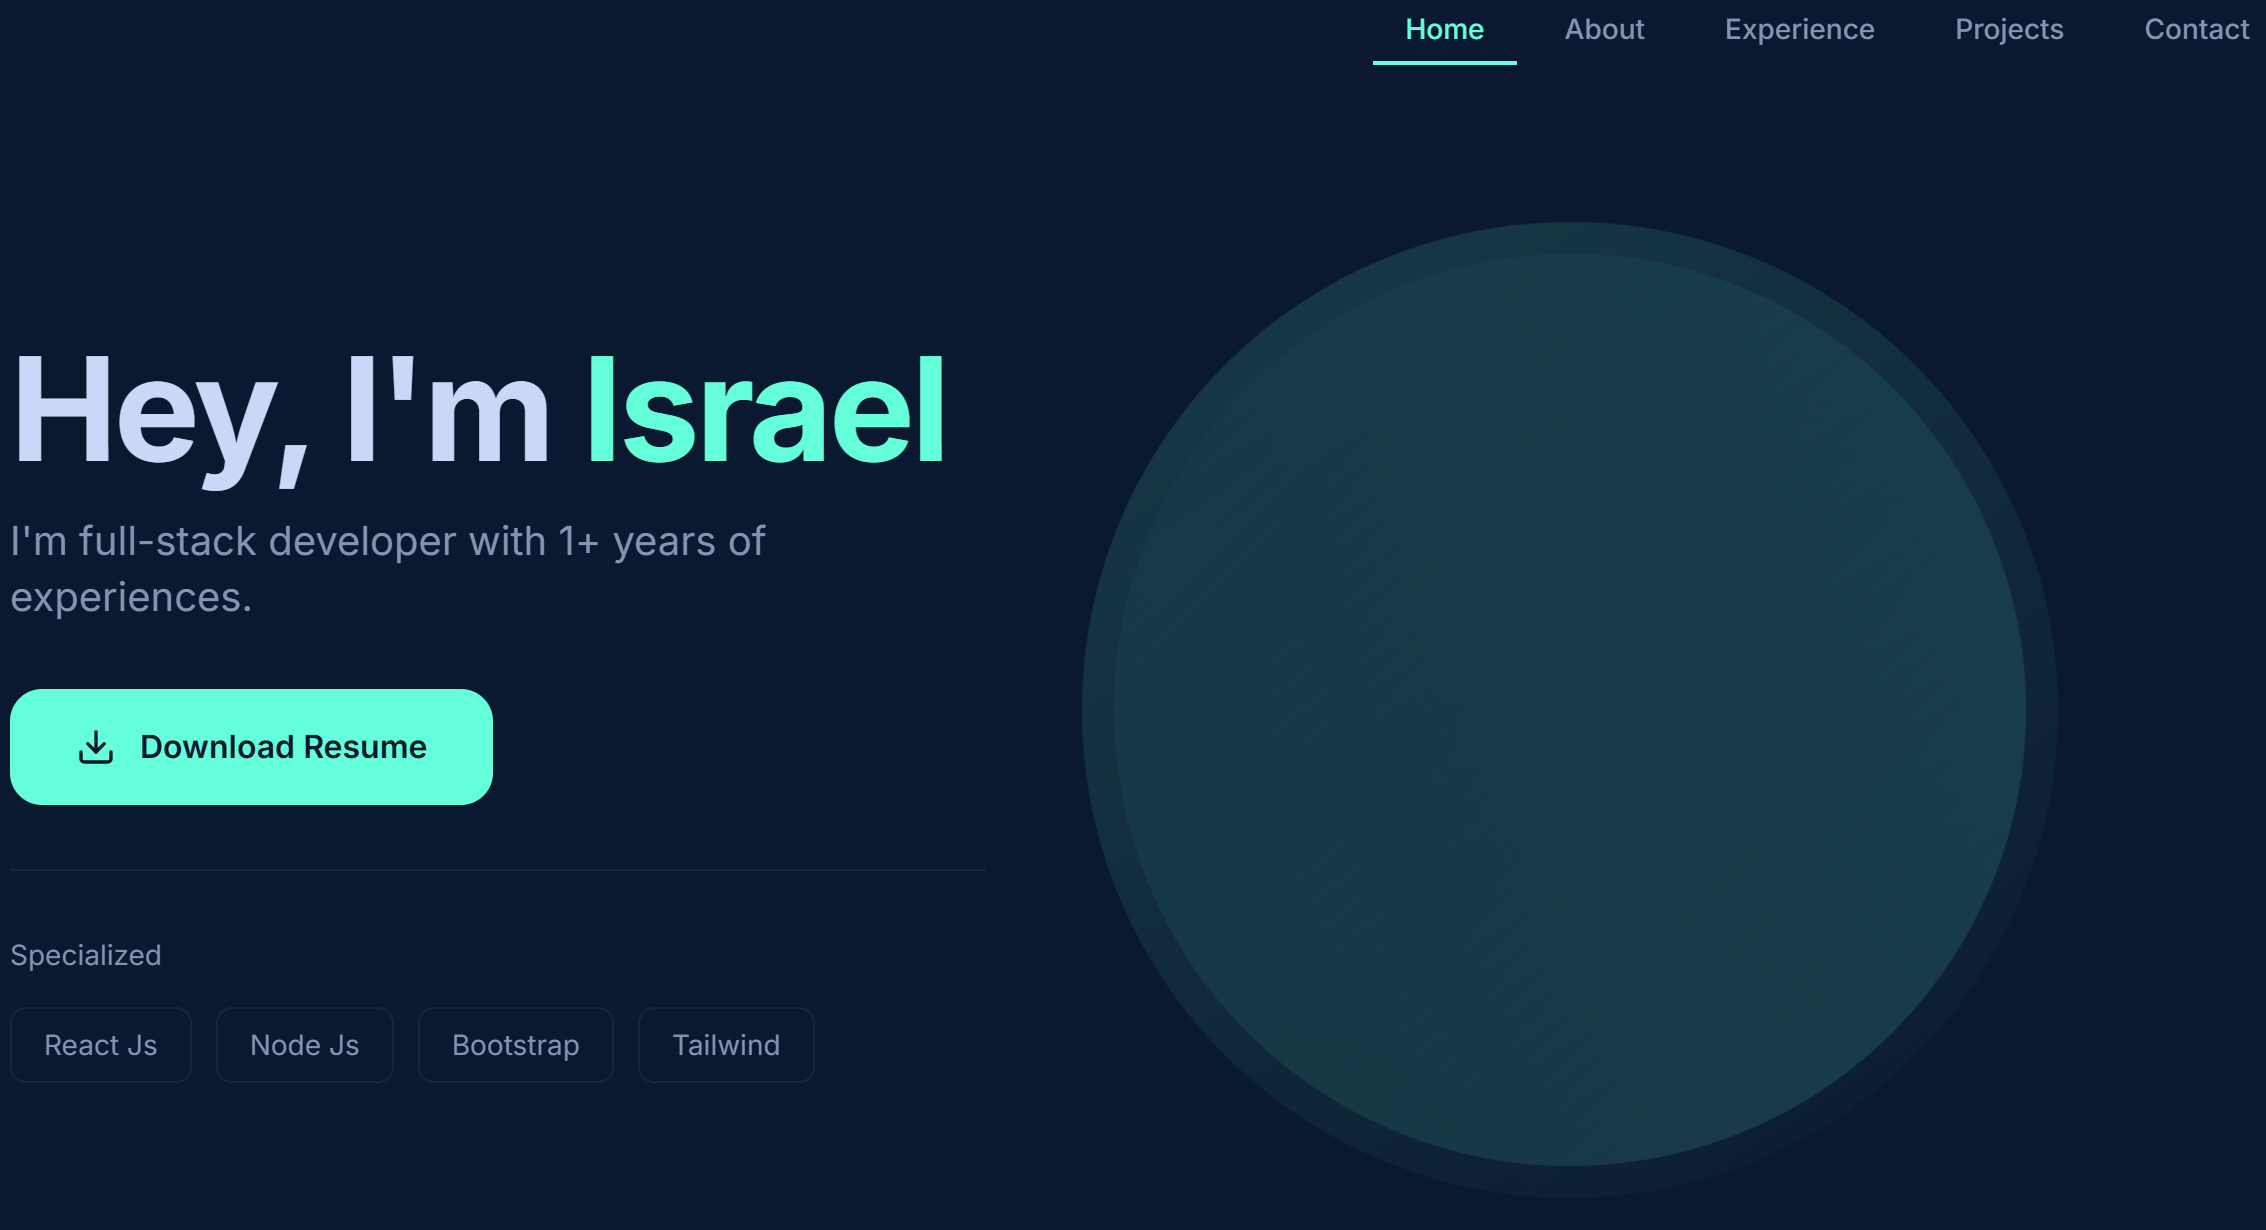 Home About Experience Projects Contact
Hey, I'm Israel
I'm full-stack developer with 1+ years of
experiences.
Download Resume
Specialized
React Js Node Js Bootstrap Tailwind